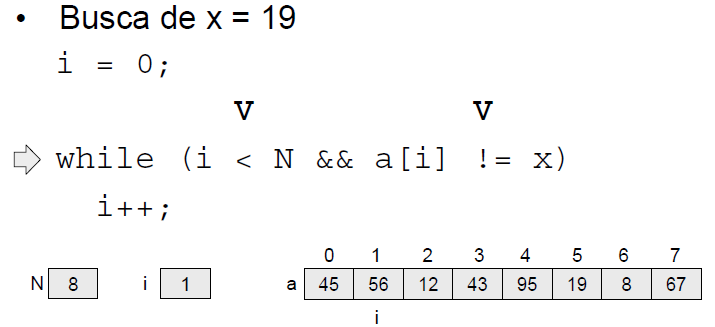 • Busca de x = 19
i = 0;
V V
while (i < N && a[i] != x)
i++;
0 1 2 3 4 5 6 7
N 8 i 1 a 45 56 12 43 95 19 8 67
i